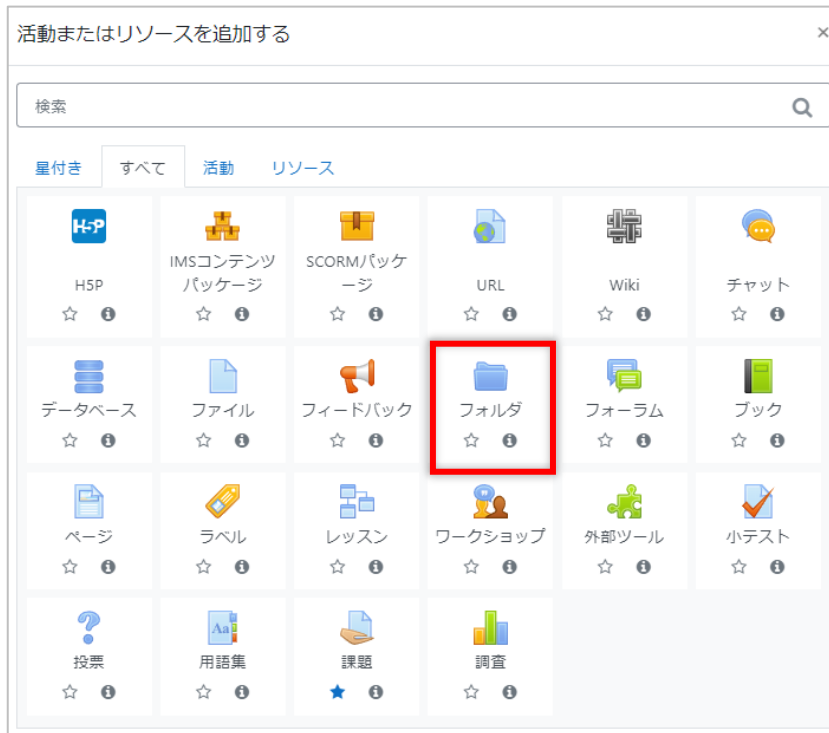 活動またはリソースを追加する
×
検索
星付き すべて 活動 リソース
H5P
H5P
IMSコンテンツ
パッケージ
SCORMパッケ
ージ
URL
Wiki
チャット
データベース
ファイル
フィードバック
フォルダ
フォーラム
ブック
ページ
Aa
ラベル
レッスン
ワークショップ
外部ツール
小テスト
投票
用語集
課題
調査